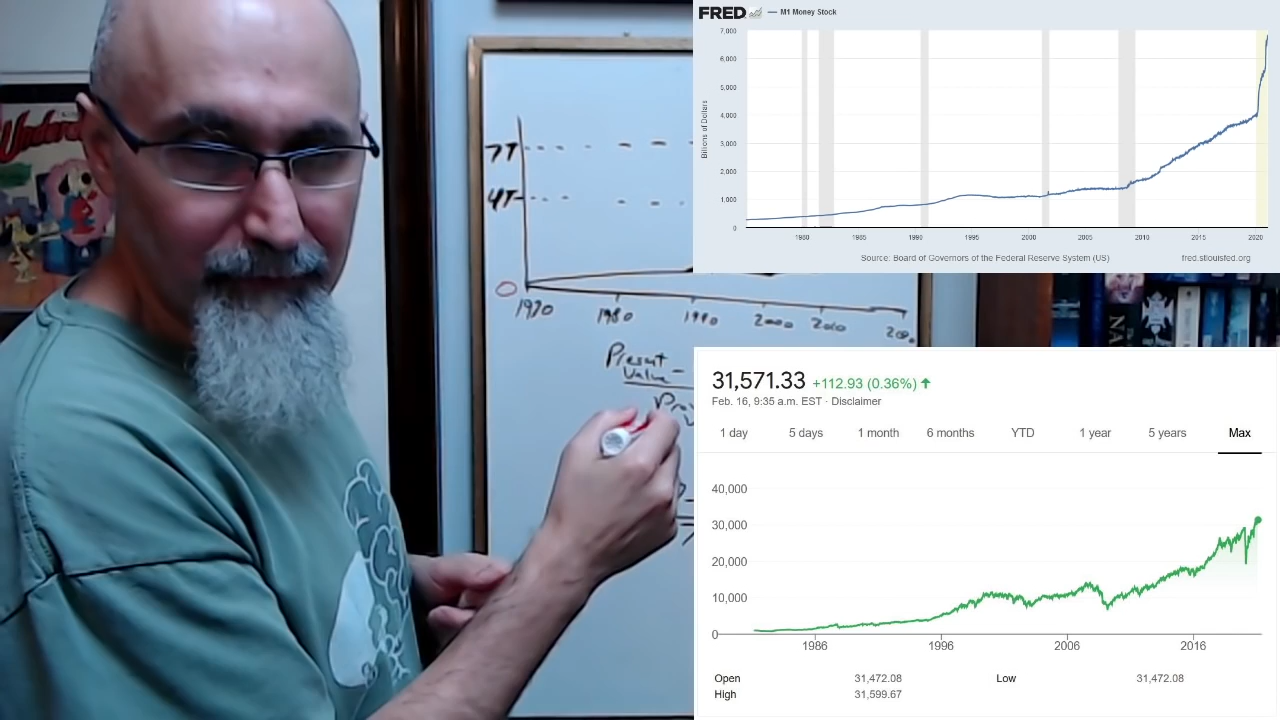 Under
7T
4T
0
1970
1980
1990
2000
2010
Present
Value -
NA
FRED — M1 Money Stock
Billions of Dollars
7,000
6,000
5,000
4,000
3,000
2,000
1,000
0
1980 1985 1990 1995 2000 2005 2010 2015 2020
Source: Board of Governors of the Federal Reserve System (US) fred.stlouisfed.org
31,571.33 +112.93 (0.36%) ↑
Feb. 16, 9:35 a.m. EST · Disclaimer
1 day 5 days 1 month 6 months YTD 1 year 5 years Max
40,000
30,000
20,000
10,000
0
1986 1996 2006 2016
Open 31,472.08 Low 31,472.08
High 31,599.67